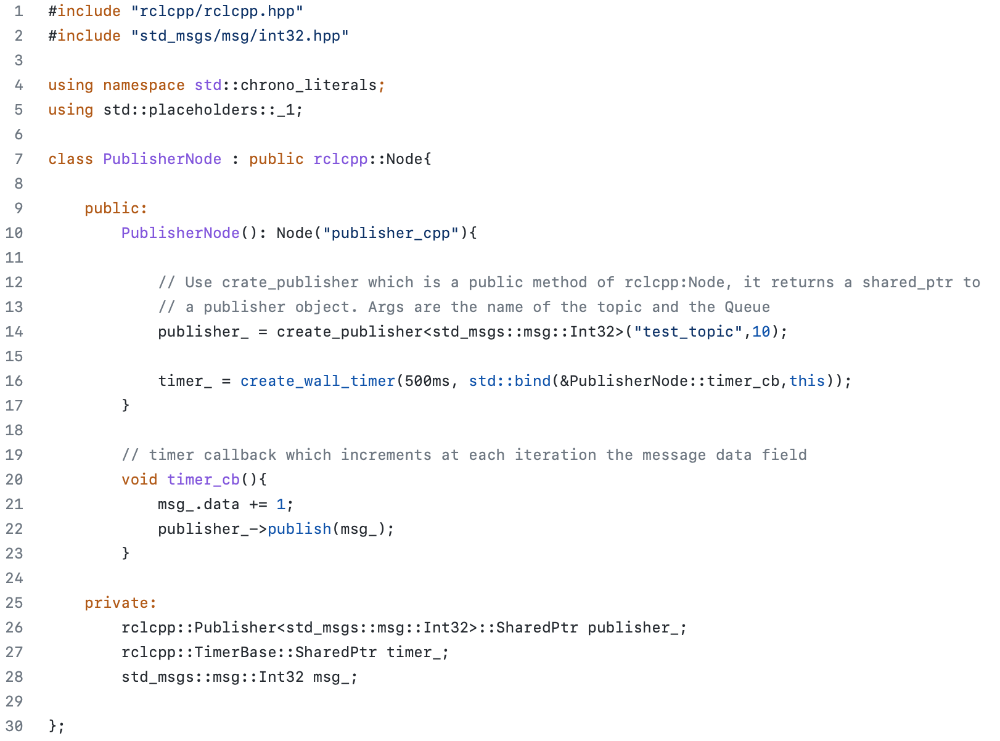 1 #include "rclcpp/rclcpp.hpp"
2 #include "std_msgs/msg/int32.hpp"
3
4 using namespace std::chrono_literals;
5 using std::placeholders::_1;
6
7 class PublisherNode : public rclcpp::Node{
8
9     public:
10         PublisherNode(): Node("publisher_cpp"){
11
12             // Use crate_publisher which is a public method of rclcpp:Node, it returns a shared_ptr to
13             // a publisher object. Args are the name of the topic and the Queue
14             publisher_ = create_publisher<std_msgs::msg::Int32>("test_topic",10);
15
16             timer_ = create_wall_timer(500ms, std::bind(&PublisherNode::timer_cb,this));
17         }
18
19         // timer callback which increments at each iteration the message data field
20         void timer_cb(){
21             msg_.data += 1;
22             publisher_->publish(msg_);
23         }
24
25     private:
26         rclcpp::Publisher<std_msgs::msg::Int32>::SharedPtr publisher_;
27         rclcpp::TimerBase::SharedPtr timer_;
28         std_msgs::msg::Int32 msg_;
29
30 };